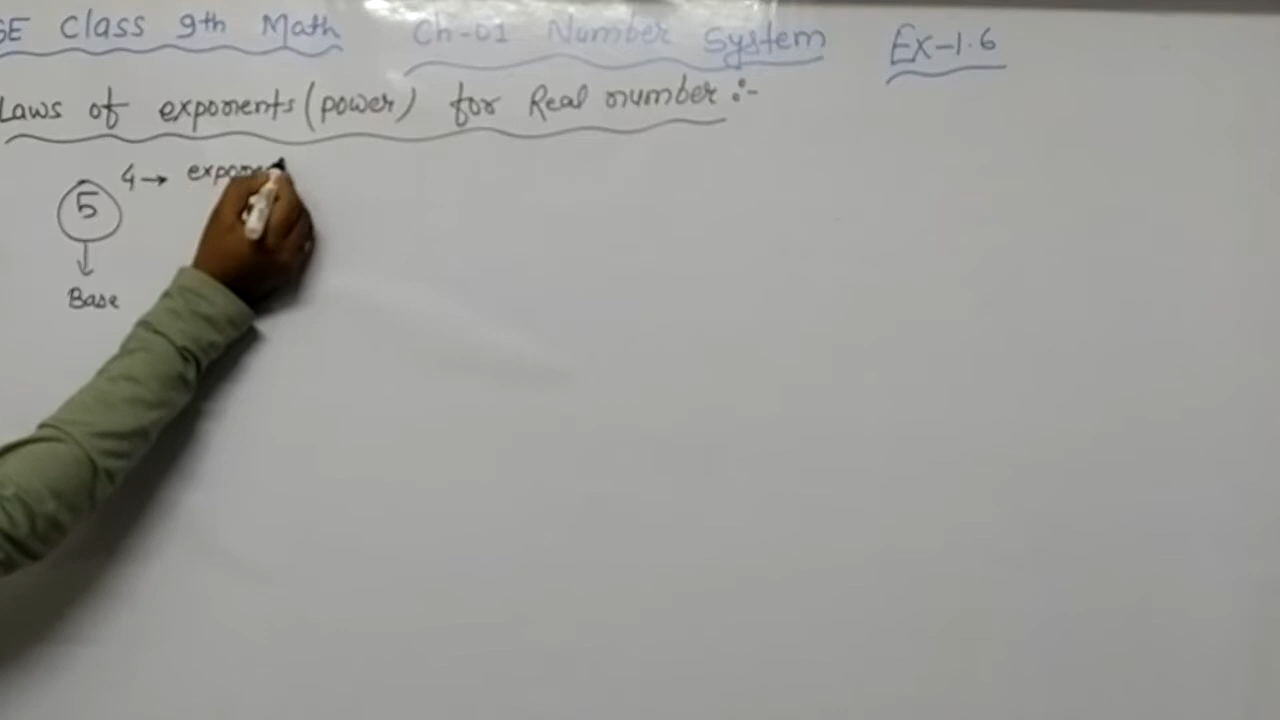 SE Class 9th Math Ch-01 Number System Ex-1.6
Laws of exponents (power) for Real number :-
5 4 → expone
Base